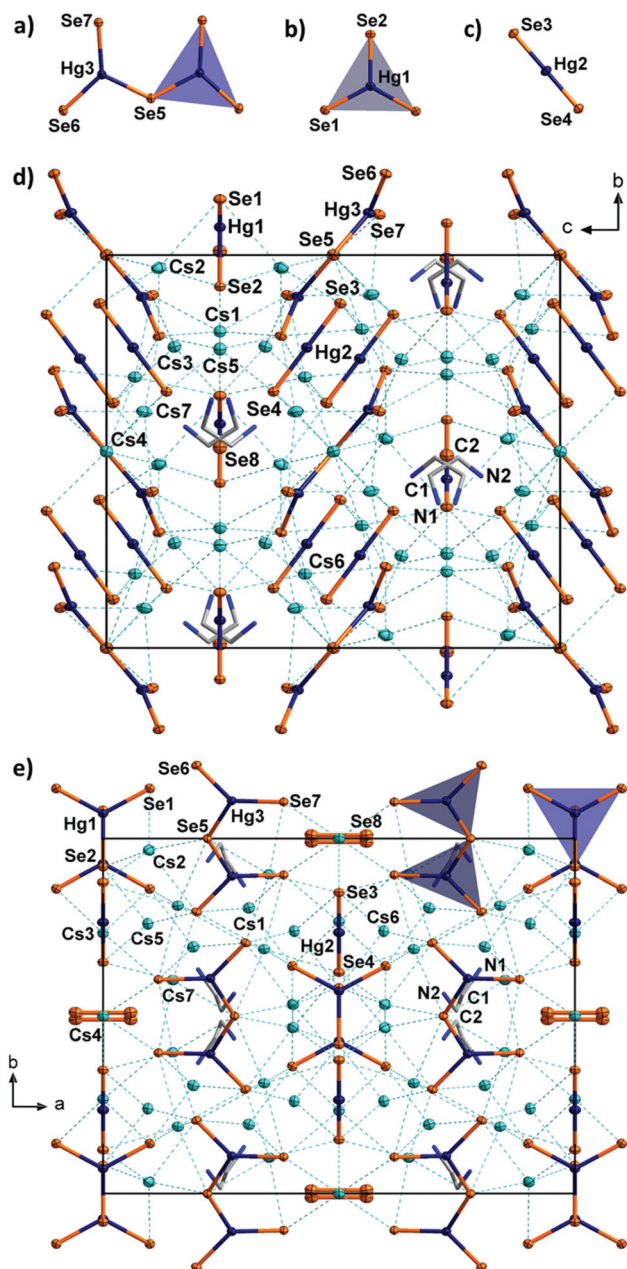 a)
Se7
Hg3
Se6
Se5
b)
Se2
Hg1
Se1
c)
Se3
Hg2
Se4
d)
Se1
Hg1
Cs2
Se2
Cs1
Cs3
Cs5
Cs7
Cs4
Se4
Se8
Se6
Hg3
Se5
Se7
Se3
Hg2
C2
N2
C1
N1
Cs6
b
c
e)
Se6
Se1
Hg3
Se7
Hg1
Se5
Se8
Se2
Cs2
Se3
Cs1
Cs6
Cs3
Cs5
Hg2
Se4
N1
Cs7
N2
C1
C2
Cs4
b
a